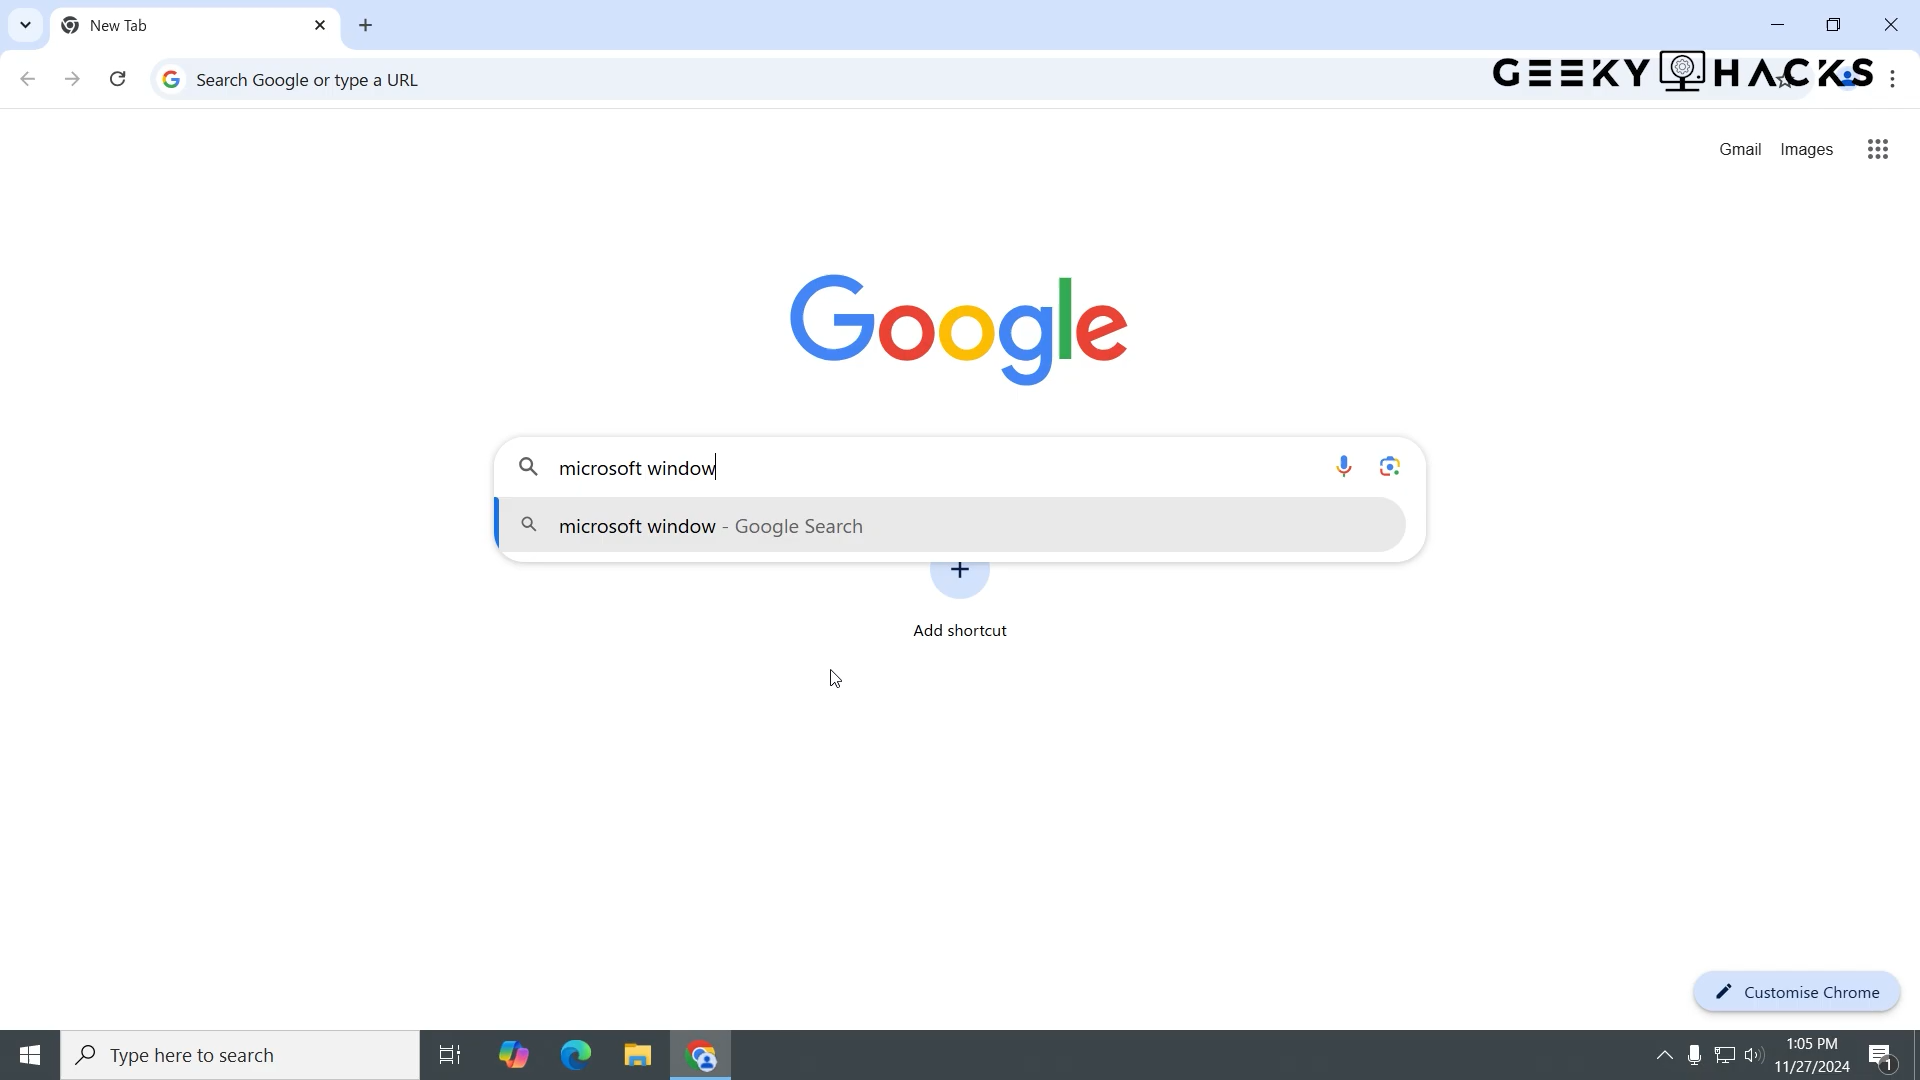 New Tab
Search Google or type a URL
GEEKY HACKS
Gmail Images
Google
microsoft window
microsoft window - Google Search
Add shortcut
Customise Chrome
Type here to search
1:05 PM
11/27/2024
1